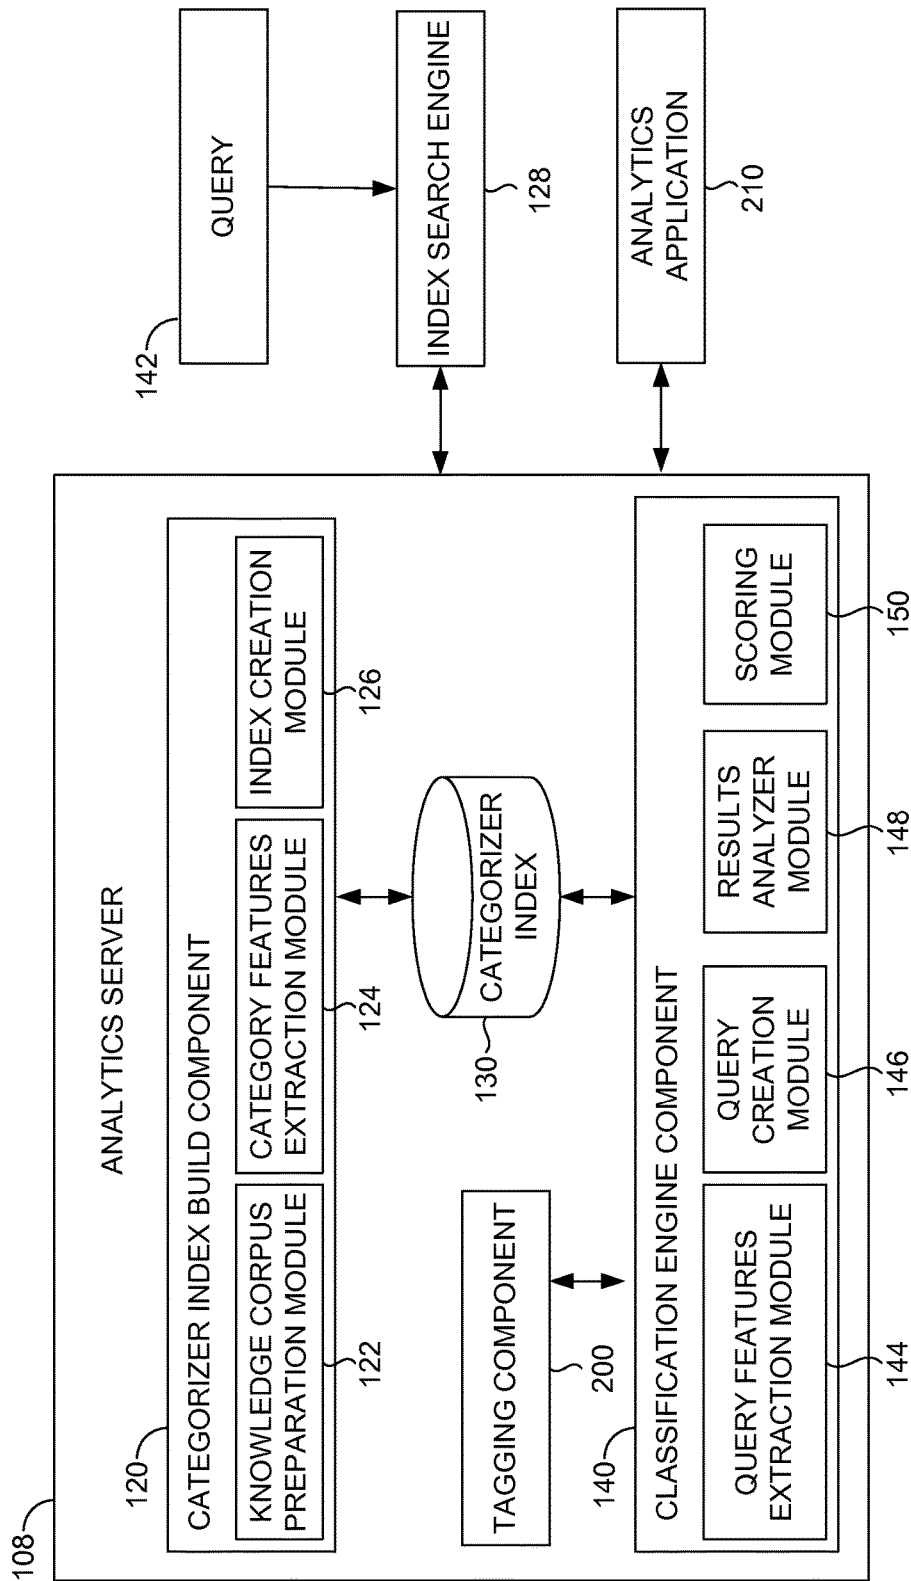 108
ANALYTICS SERVER
120
CATEGORIZER INDEX BUILD COMPONENT
KNOWLEDGE CORPUS
PREPARATION MODULE
122
CATEGORY FEATURES
EXTRACTION MODULE
124
INDEX CREATION
MODULE
126
TAGGING COMPONENT
200
CATEGORIZER
INDEX
130
140
CLASSIFICATION ENGINE COMPONENT
QUERY FEATURES
EXTRACTION MODULE
144
QUERY
CREATION
MODULE
146
RESULTS
ANALYZER
MODULE
148
SCORING
MODULE
150
142
QUERY
INDEX SEARCH ENGINE
128
ANALYTICS
APPLICATION
210